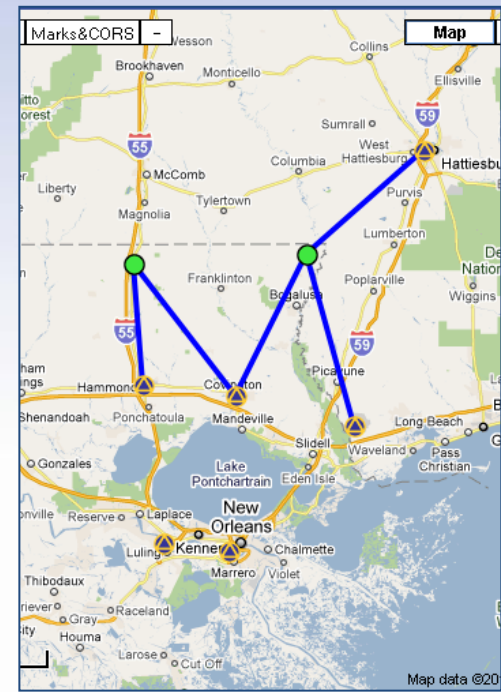 Marks&CORS
-
Map
Wesson
Collins
Brookhaven
Monticello
Ellisville
59
Sumrall
55
West
Hattiesburg
Columbia
McComb
Liberty
Tylertown
Purvis
Magnolia
Lumberton
Franklinton
Bogalusa
Poplarville
Wiggins
55
59
Picayune
Hammond
Covington
Ponchatoula
Mandeville
Long Beach
Shenandoah
Slidell
Waveland
Pass
Christian
Gonzales
Lake
Pontchartrain
Eden Isle
New
Orleans
Reserve
Laplace
Luling
Kenner
Chalmette
Marrero
Violet
Thibodaux
Raceland
Gray
Houma
Larose
Cut Off
Map data ©20